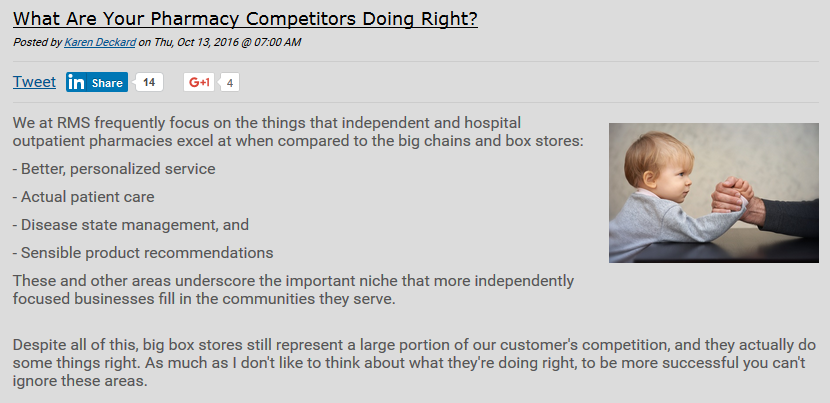 What Are Your Pharmacy Competitors Doing Right?
Posted by Karen Deckard on Thu, Oct 13, 2016 @ 07:00 AM
Tweet in Share 14 G+1 4
We at RMS frequently focus on the things that independent and hospital
outpatient pharmacies excel at when compared to the big chains and box stores:
- Better, personalized service
- Actual patient care
- Disease state management, and
- Sensible product recommendations
These and other areas underscore the important niche that more independently
focused businesses fill in the communities they serve.
Despite all of this, big box stores still represent a large portion of our customer's competition, and they actually do
some things right. As much as I don't like to think about what they're doing right, to be more successful you can't
ignore these areas.